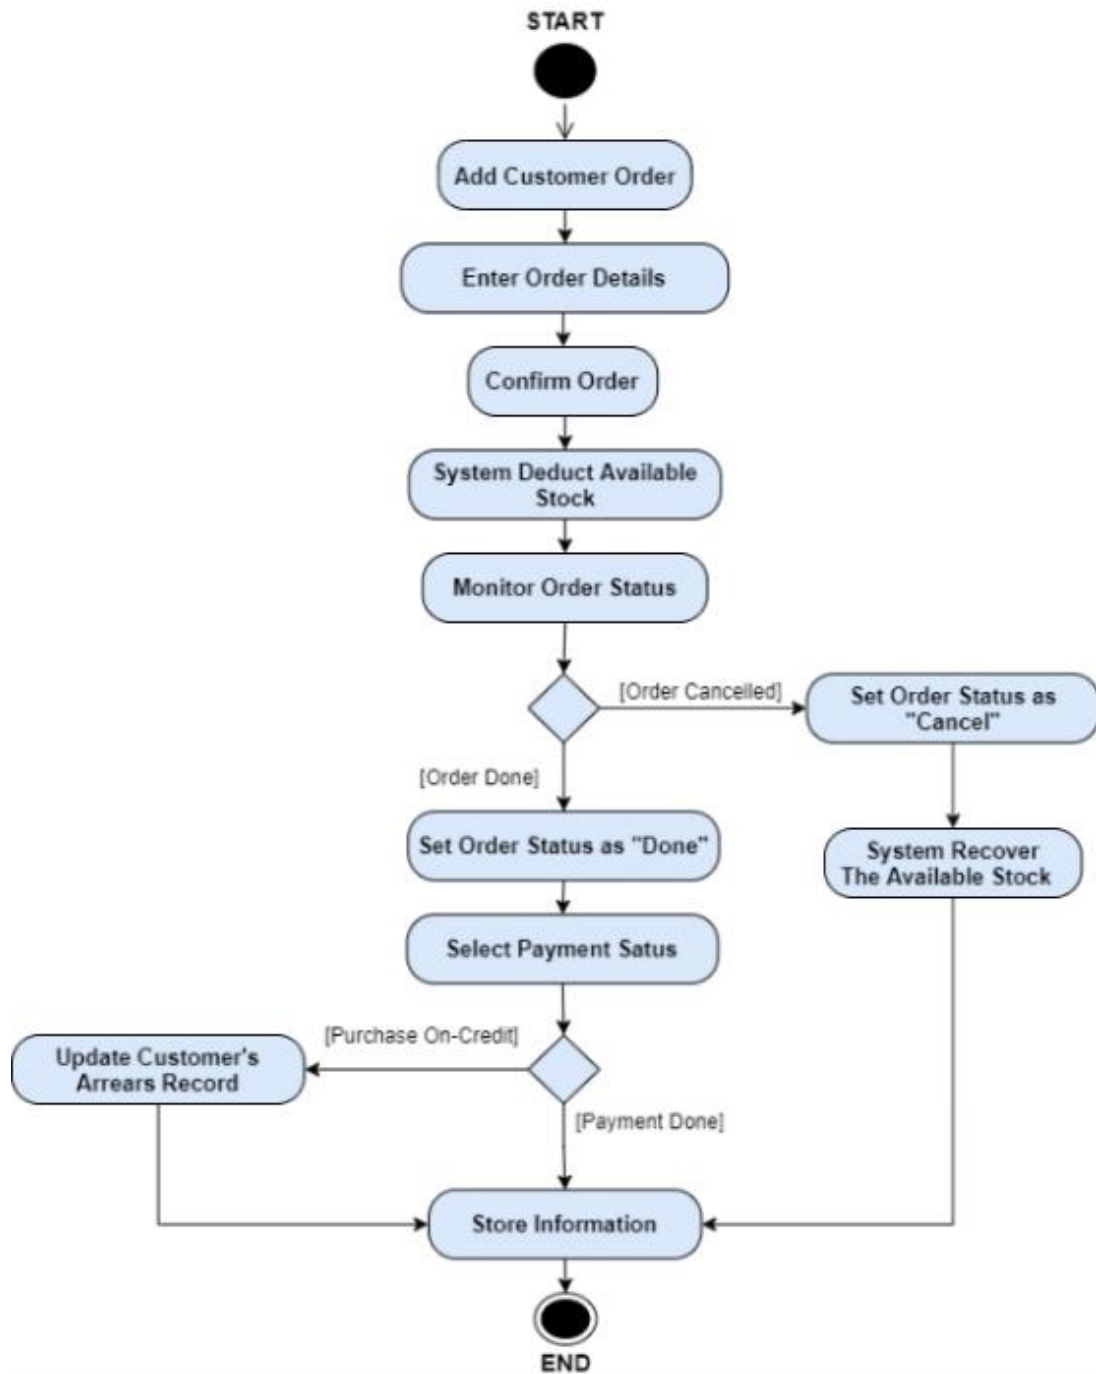 START
Add Customer Order
Enter Order Details
Confirm Order
System Deduct Available
Stock
Monitor Order Status
[Order Cancelled]
Set Order Status as
"Cancel"
[Order Done]
Set Order Status as "Done"
System Recover
The Available Stock
Select Payment Satus
[Purchase On-Credit]
Update Customer's
Arrears Record
[Payment Done]
Store Information
END